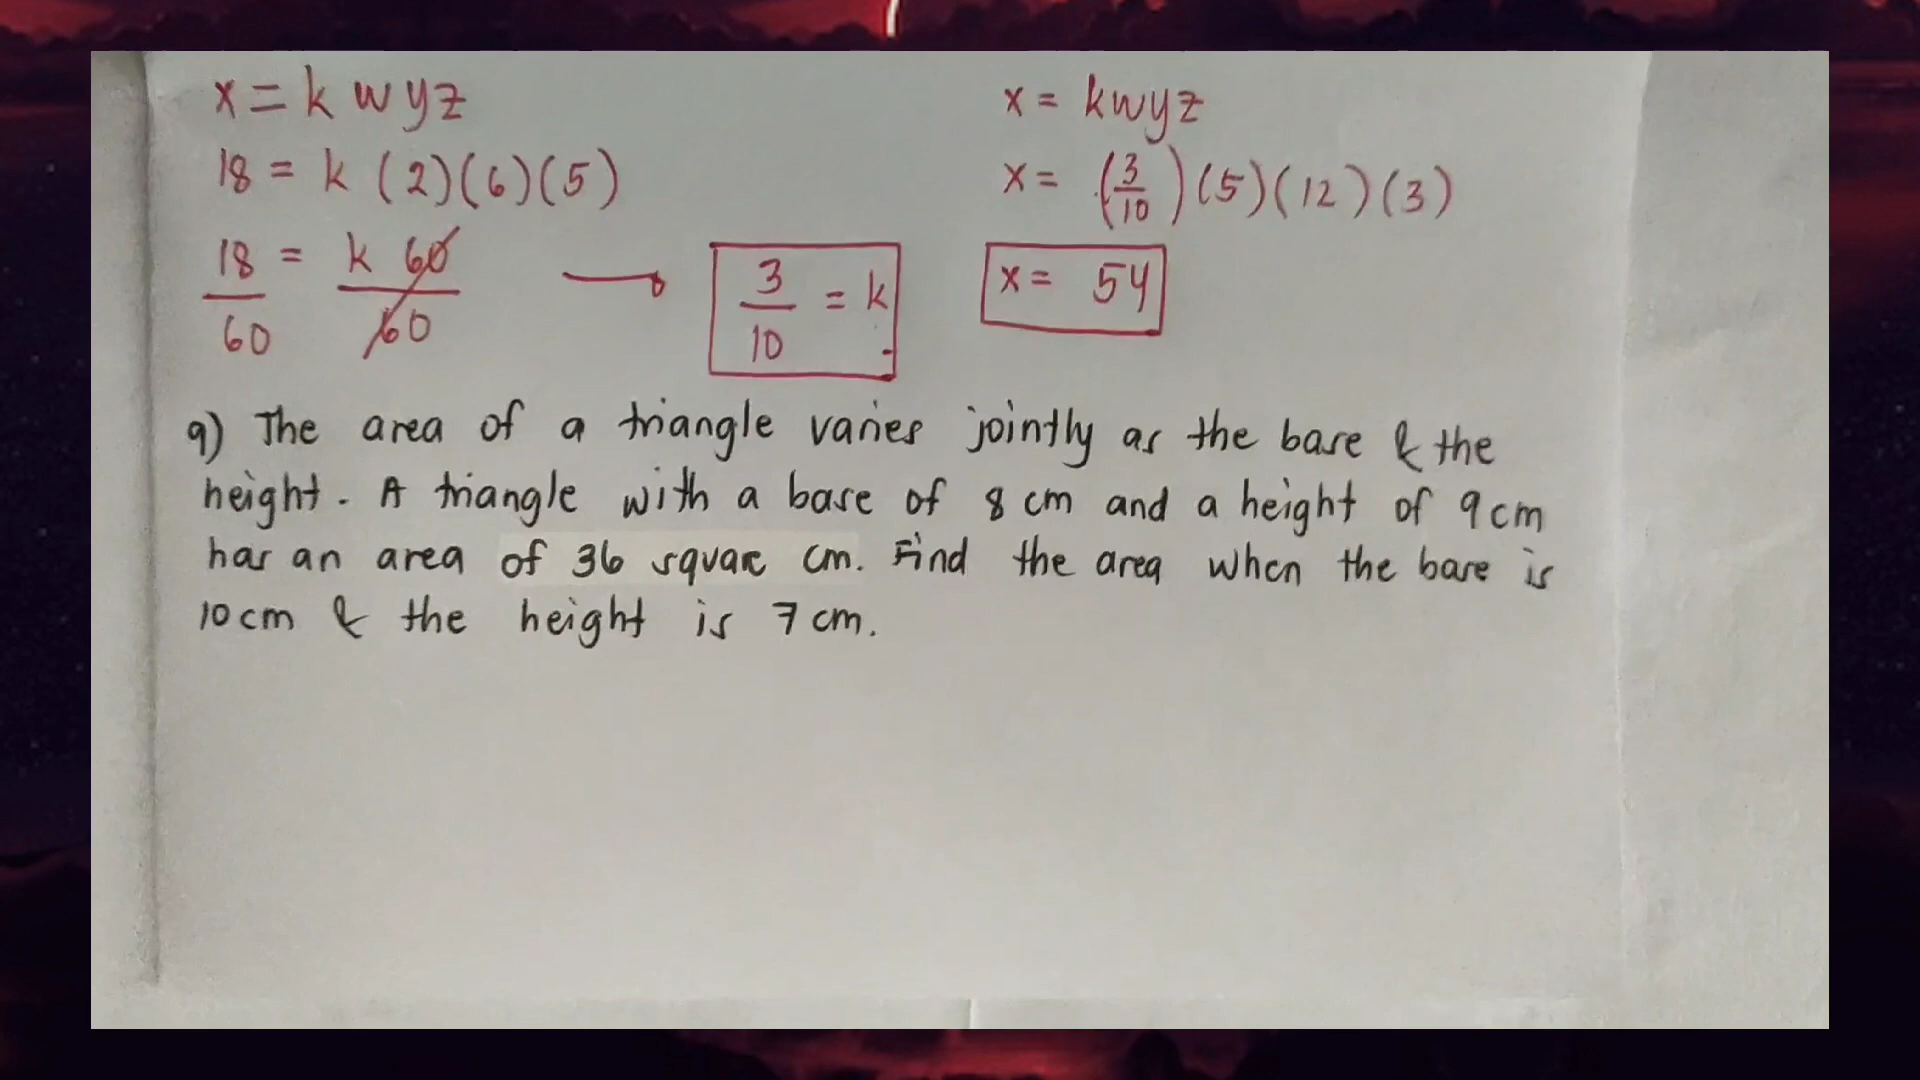 x = k w y z
18 = k (2)(6)(5)
18/60 = k 60/60 → 3/10 = k
x = kwyz
x = (3/10)(5)(12)(3)
x = 54
9) The area of a triangle varies jointly as the base & the
height. A triangle with a base of 8 cm and a height of 9 cm
has an area of 36 square cm. Find the area when the base is
10 cm & the height is 7 cm.